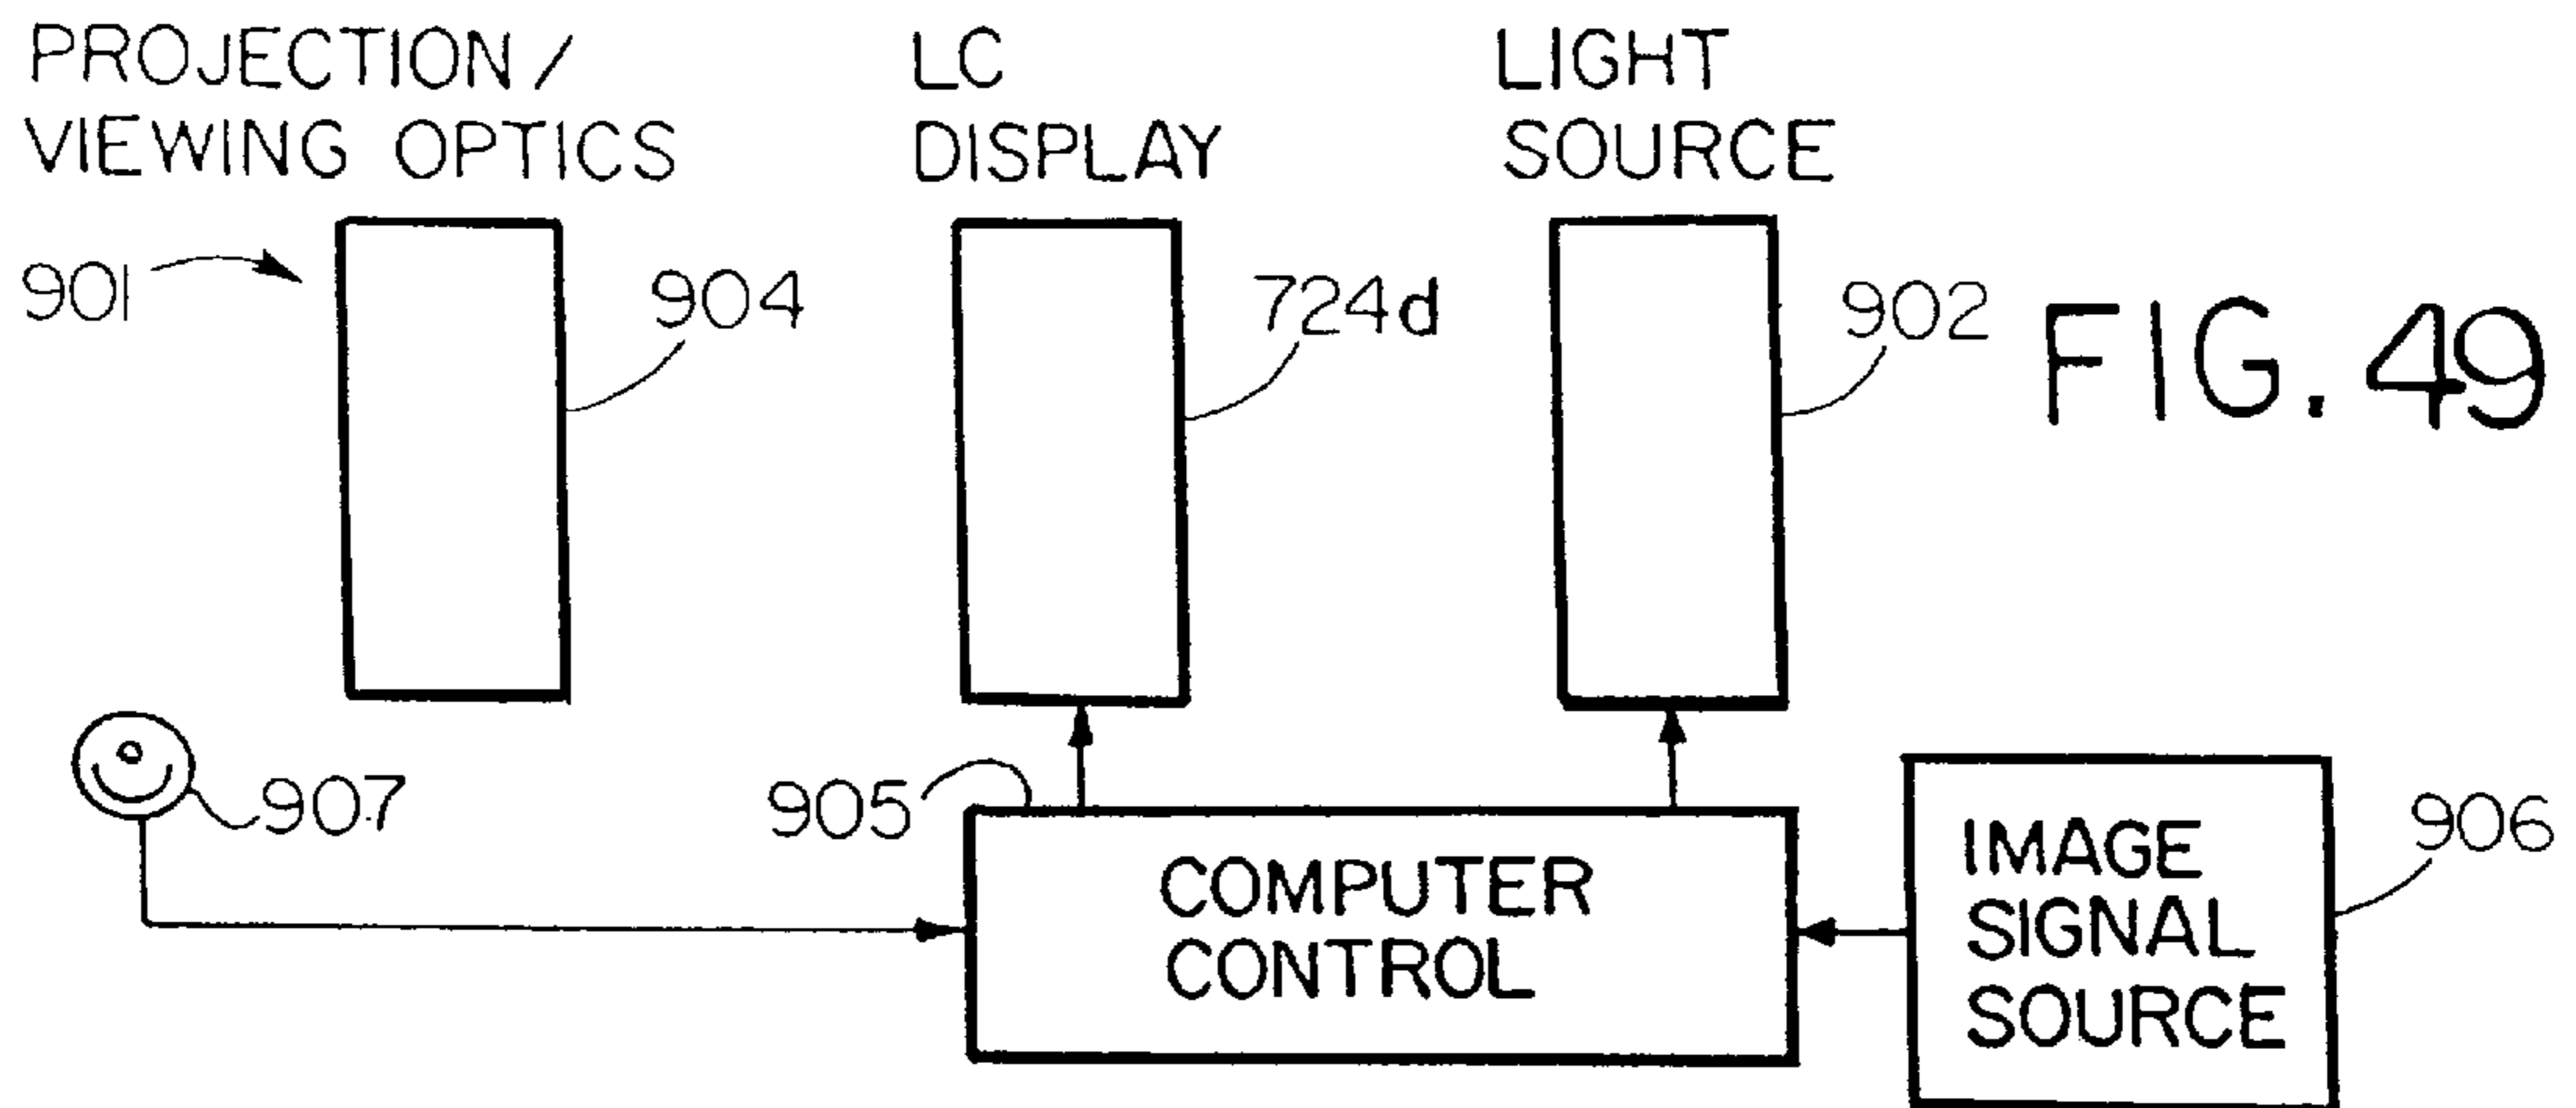 PROJECTION/
VIEWING OPTICS
LC
DISPLAY
LIGHT
SOURCE
901
904
724d
902
FIG. 49
907
905
COMPUTER
CONTROL
IMAGE
SIGNAL
SOURCE
906